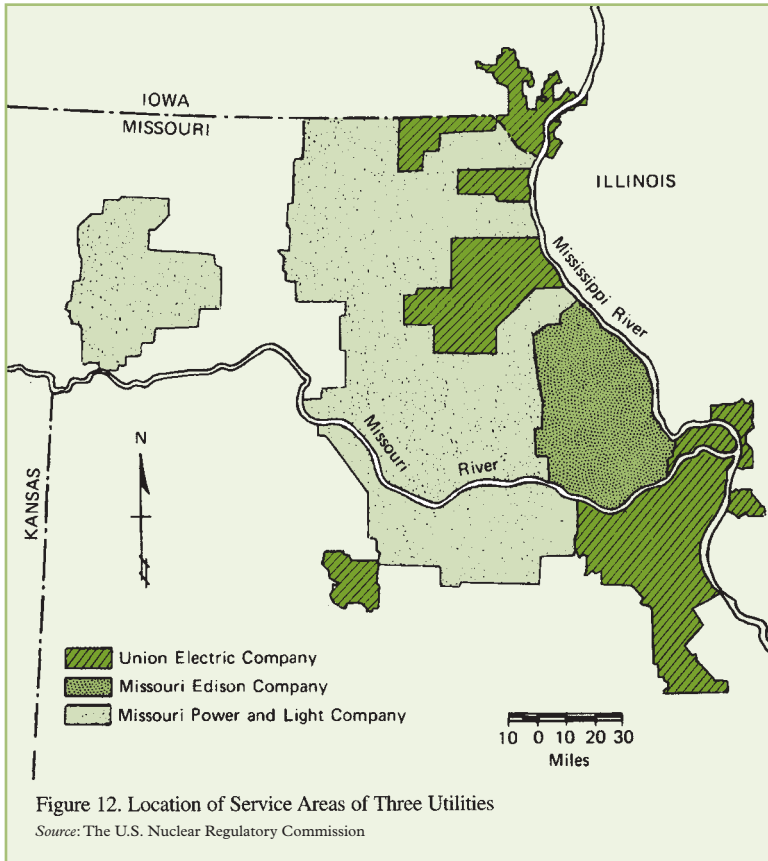 IOWA
MISSOURI
ILLINOIS
Mississippi River
Missouri River
N
KANSAS
Union Electric Company
Missouri Edison Company
Missouri Power and Light Company
10 0 10 20 30
Miles
Figure 12. Location of Service Areas of Three Utilities
Source: The U.S. Nuclear Regulatory Commission